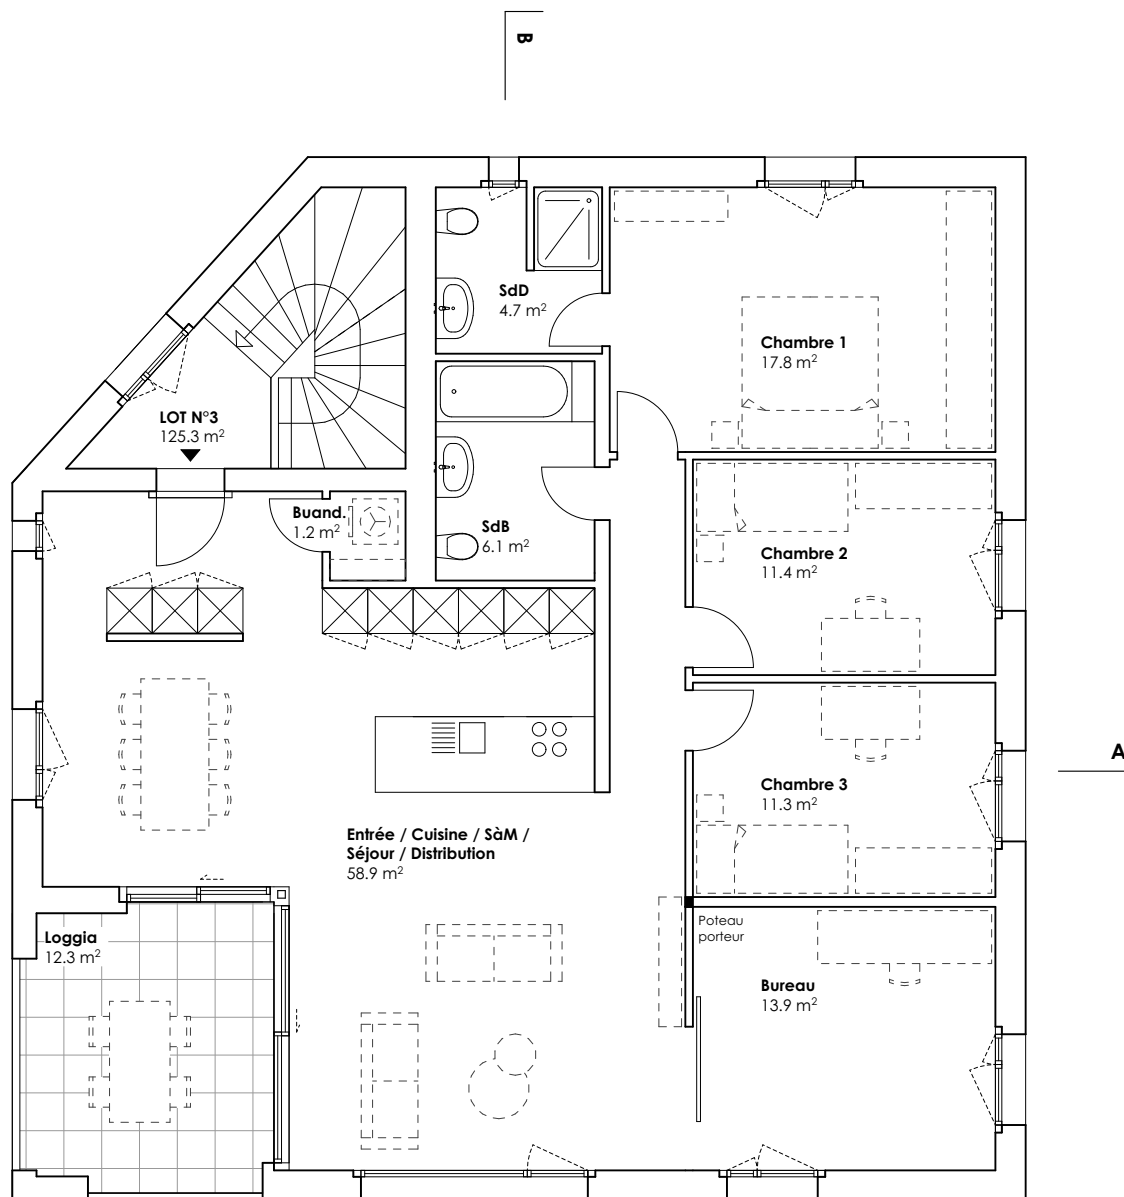 B
SdD
4.7 m²
Chambre 1
17.8 m²
LOT N°3
125.3 m²
Buand.
1.2 m²
SdB
6.1 m²
Chambre 2
11.4 m²
A
Chambre 3
11.3 m²
Entrée / Cuisine / SàM /
Séjour / Distribution
58.9 m²
Poteau
porteur
Loggia
12.3 m²
Bureau
13.9 m²